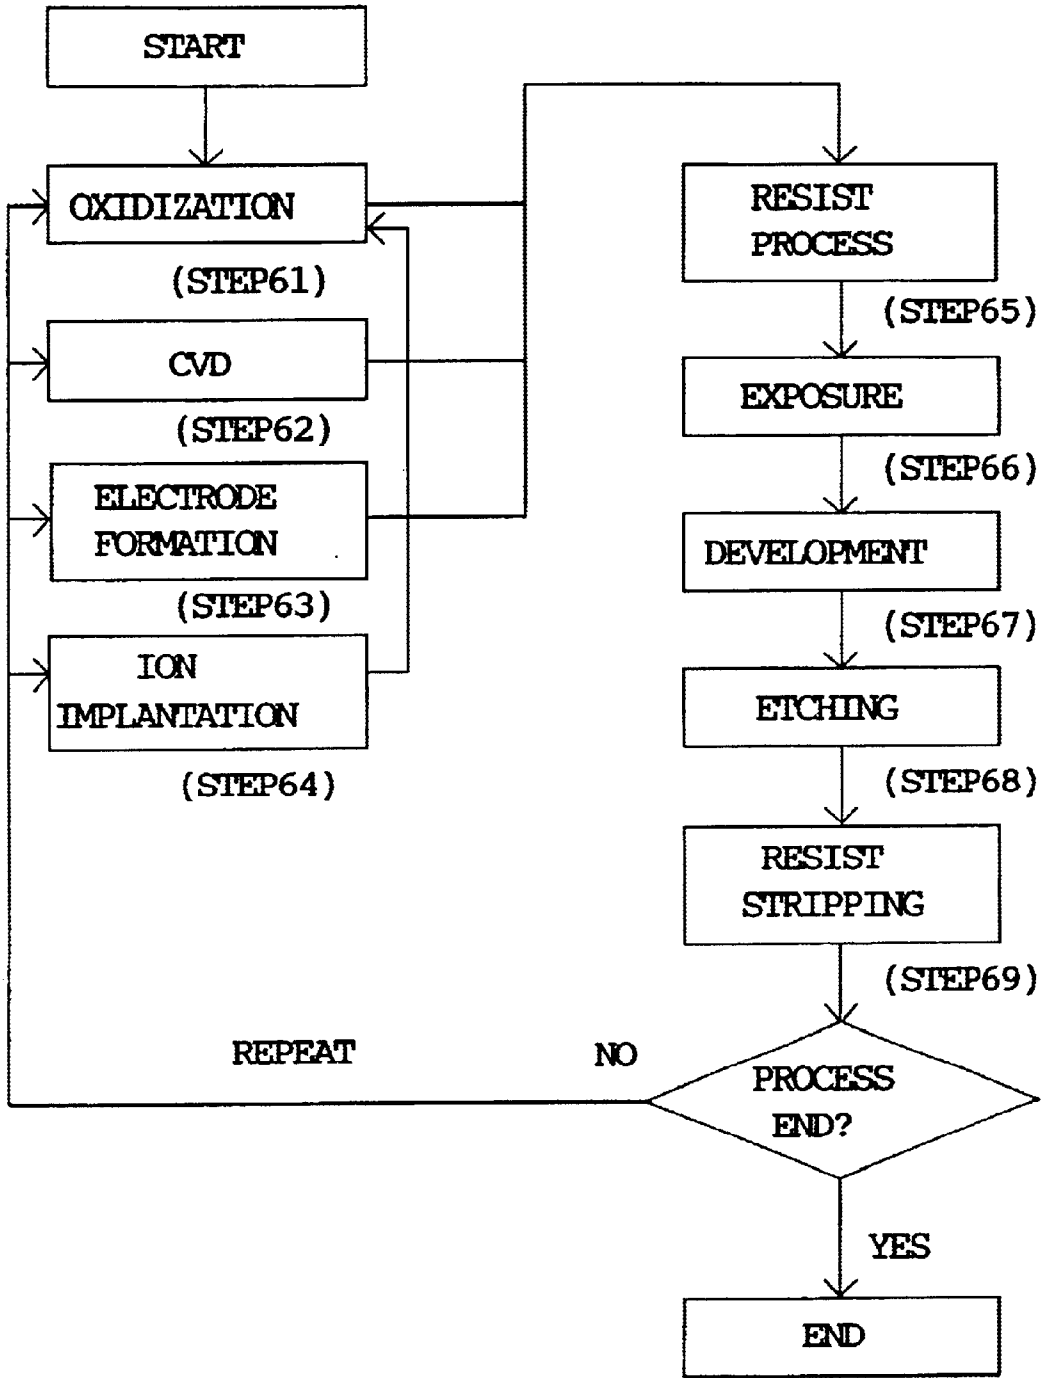 START
OXIDIZATION
(STEP61)
CVD
(STEP62)
ELECTRODE
FORMATION
(STEP63)
ION
IMPLANTATION
(STEP64)
RESIST
PROCESS
(STEP65)
EXPOSURE
(STEP66)
DEVELOPMENT
(STEP67)
ETCHING
(STEP68)
RESIST
STRIPPING
(STEP69)
REPEAT
NO
PROCESS
END?
YES
END